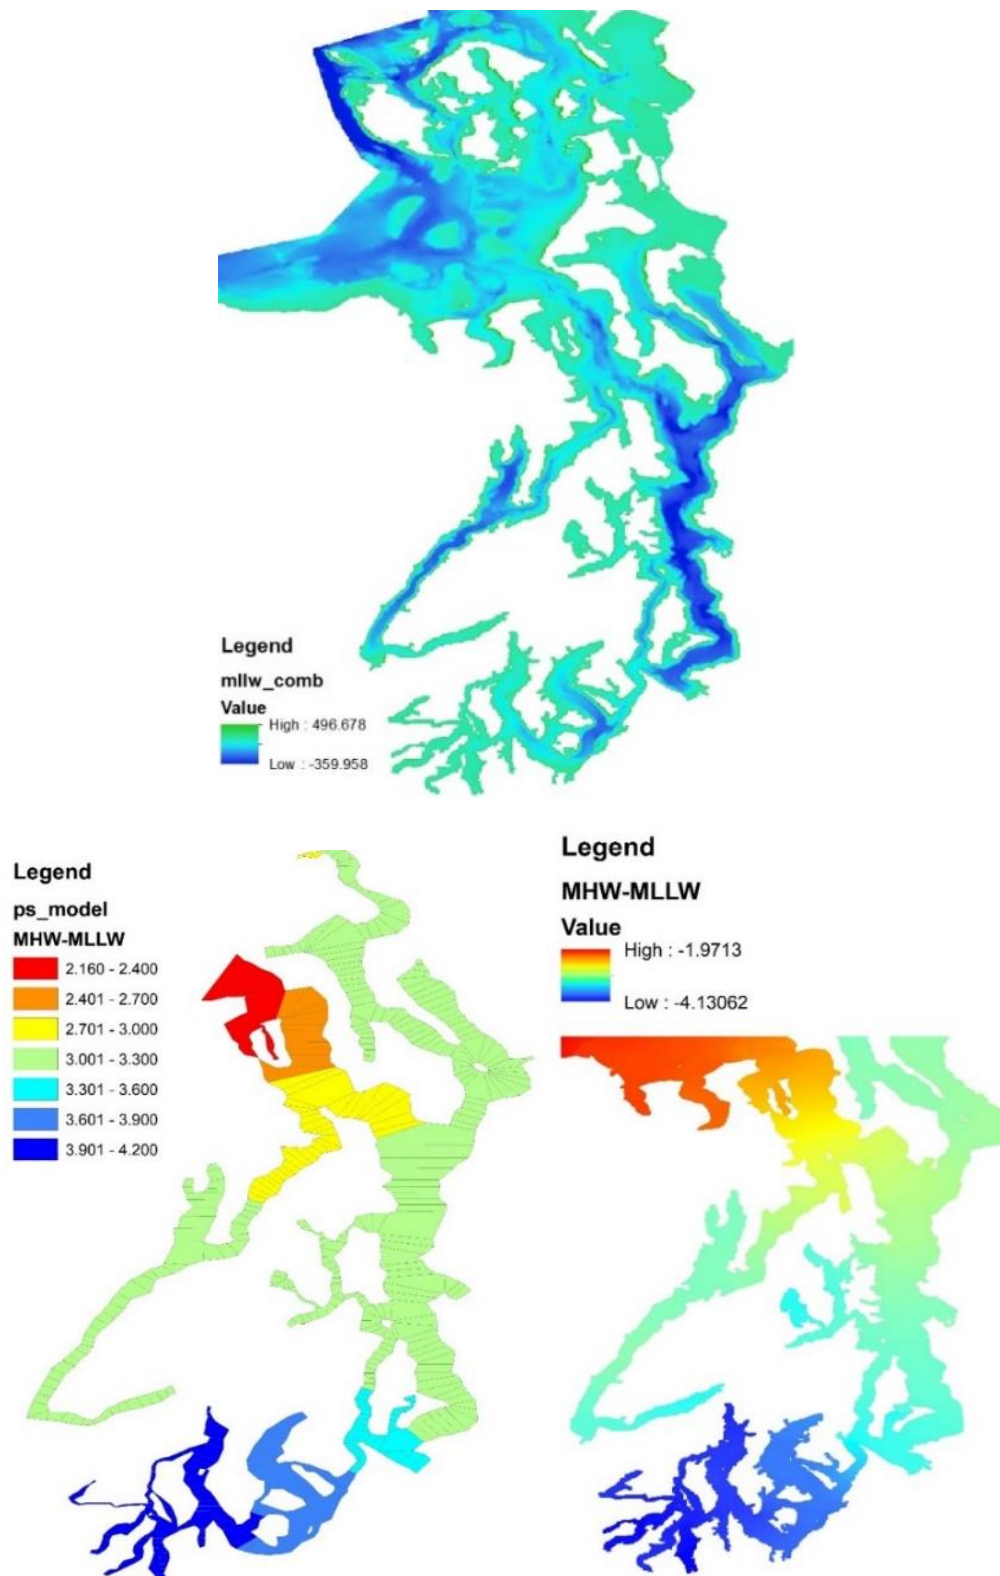 Legend
mllw_comb
Value
High : 496.678
Low : -359.958
Legend
ps_model
MHW-MLLW
2.160 - 2.400
2.401 - 2.700
2.701 - 3.000
3.001 - 3.300
3.301 - 3.600
3.601 - 3.900
3.901 - 4.200
Legend
MHW-MLLW
Value
High : -1.9713
Low : -4.13062